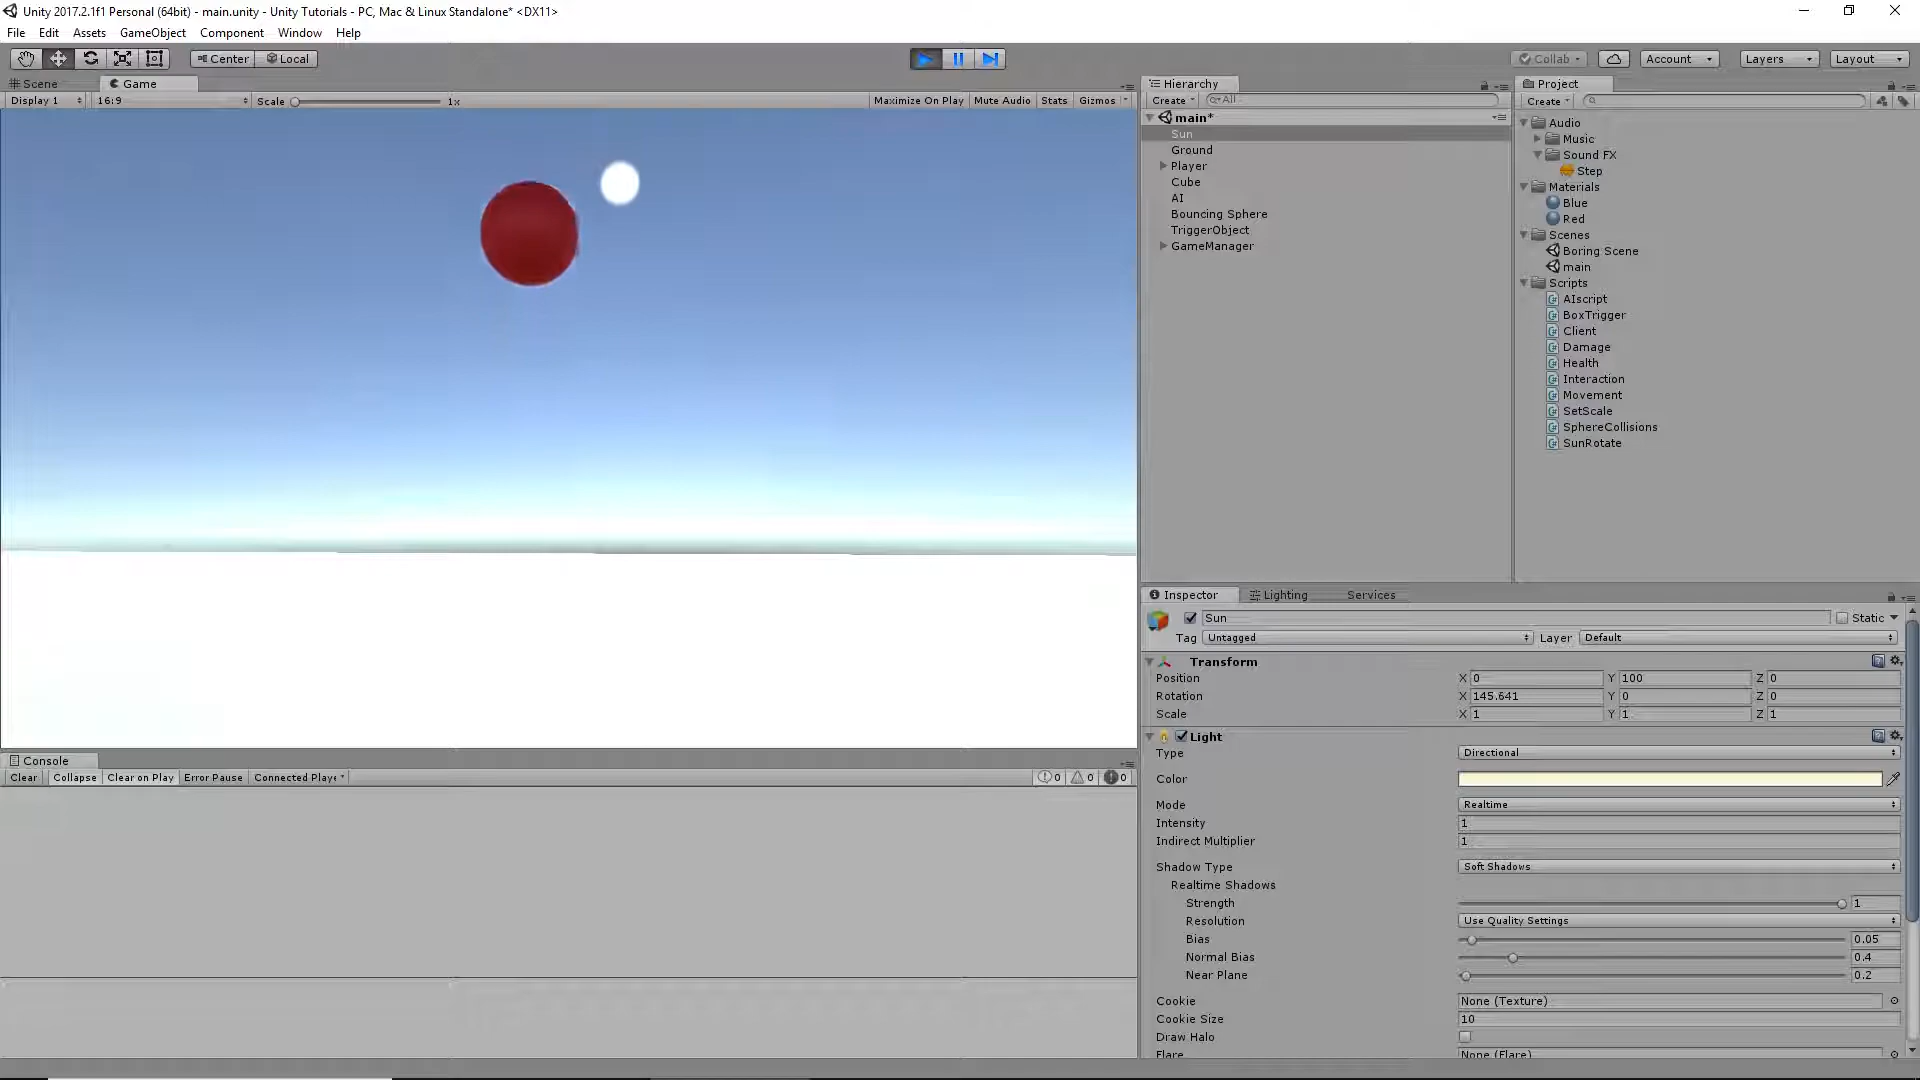 Unity 2017.2.1f1 Personal (64bit) - main.unity - Unity Tutorials - PC, Mac & Linux Standalone* <DX11>
File Edit Assets GameObject Component Window Help
Center Local Collab Account Layers Layout
Scene Game
Display 1 16:9 Scale 1x Maximize On Play Mute Audio Stats Gizmos
Hierarchy
Create All
main*
Sun
Ground
Player
Cube
AI
Bouncing Sphere
TriggerObject
GameManager
Project
Create
Audio
Music
Sound FX
Step
Materials
Blue
Red
Scenes
Boring Scene
main
Scripts
AIscript
BoxTrigger
Client
Damage
Health
Interaction
Movement
SetScale
SphereCollisions
SunRotate
Inspector Lighting Services
Sun Static
Tag Untagged Layer Default
Transform
Position X 0 Y 100 Z 0
Rotation X 145.641 Y 0 Z 0
Scale X 1 Y 1 Z 1
Light
Type Directional
Color
Mode Realtime
Intensity 1
Indirect Multiplier 1
Shadow Type Soft Shadows
Realtime Shadows
Strength 1
Resolution Use Quality Settings
Bias 0.05
Normal Bias 0.4
Near Plane 0.2
Cookie None (Texture)
Cookie Size 10
Draw Halo
Flare None (Flare)
Console
Clear Collapse Clear on Play Error Pause Connected Playe 0 0 0